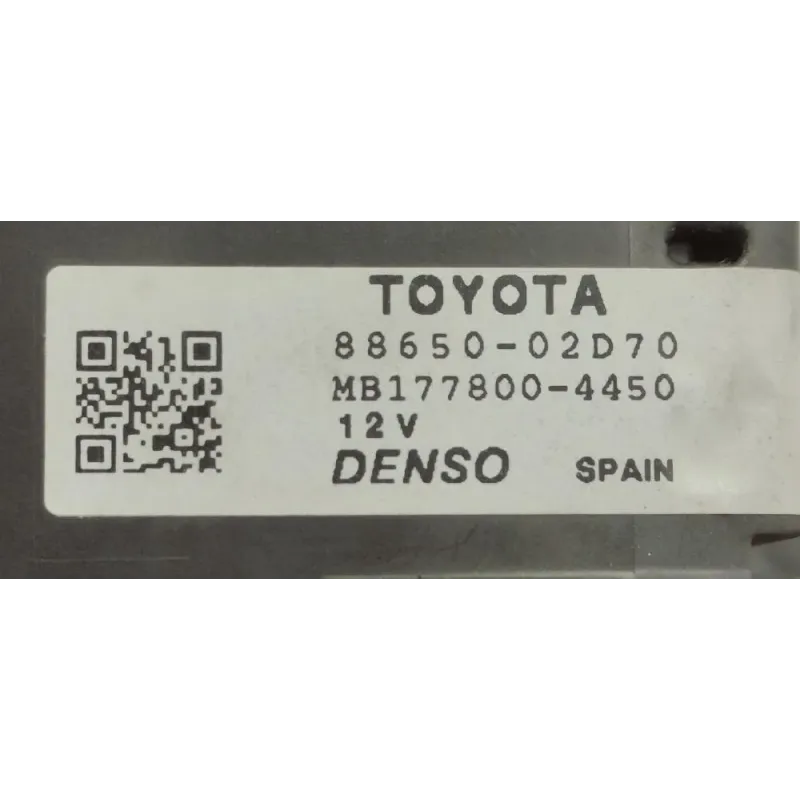 TOYOTA
88650-02D70
MB177800-4450
12V
DENSO SPAIN